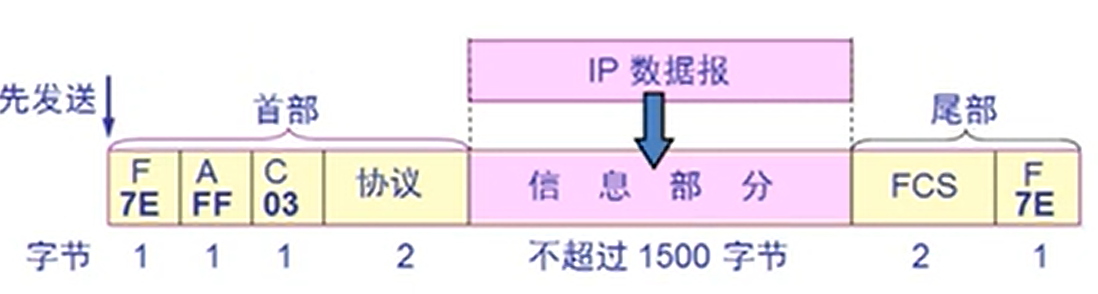 IP 数据报
先发送
首部
尾部
F A C 协议 信息部分 FCS F
7E FF 03 7E
字节 1 1 1 2 不超过 1500 字节 2 1